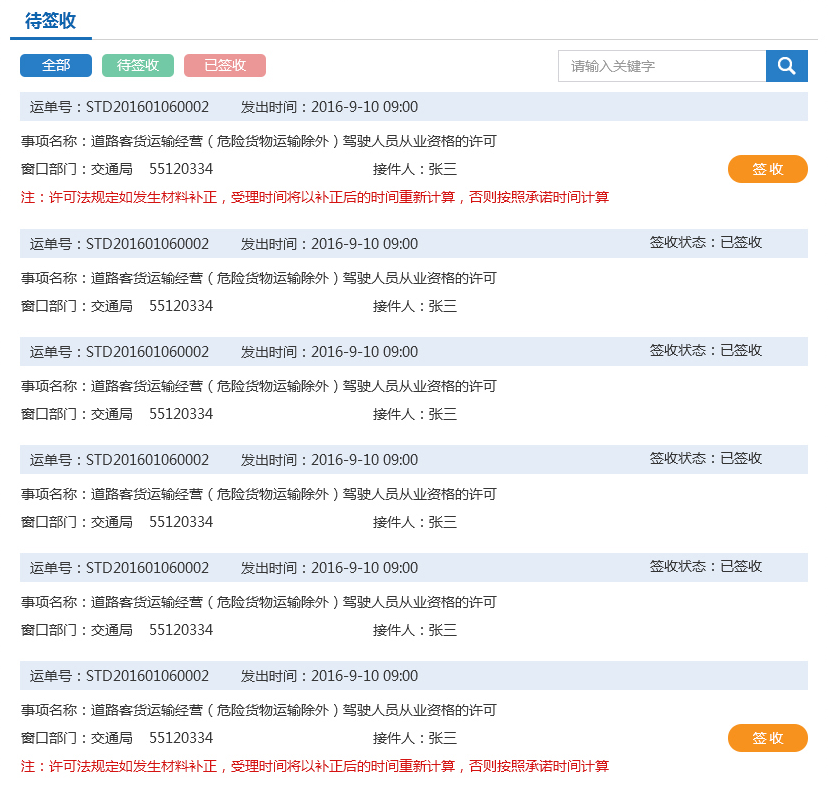 待签收
全部 待签收 已签收 请输入关键字
运单号：STD201601060002 发出时间：2016-9-10 09:00
事项名称：道路客货运输经营（危险货物运输除外）驾驶人员从业资格的许可
窗口部门：交通局 55120334 接件人：张三 签收
注：许可法规定如发生材料补正，受理时间将以补正后的时间重新计算，否则按照承诺时间计算
运单号：STD201601060002 发出时间：2016-9-10 09:00 签收状态：已签收
事项名称：道路客货运输经营（危险货物运输除外）驾驶人员从业资格的许可
窗口部门：交通局 55120334 接件人：张三
运单号：STD201601060002 发出时间：2016-9-10 09:00 签收状态：已签收
事项名称：道路客货运输经营（危险货物运输除外）驾驶人员从业资格的许可
窗口部门：交通局 55120334 接件人：张三
运单号：STD201601060002 发出时间：2016-9-10 09:00 签收状态：已签收
事项名称：道路客货运输经营（危险货物运输除外）驾驶人员从业资格的许可
窗口部门：交通局 55120334 接件人：张三
运单号：STD201601060002 发出时间：2016-9-10 09:00 签收状态：已签收
事项名称：道路客货运输经营（危险货物运输除外）驾驶人员从业资格的许可
窗口部门：交通局 55120334 接件人：张三
运单号：STD201601060002 发出时间：2016-9-10 09:00
事项名称：道路客货运输经营（危险货物运输除外）驾驶人员从业资格的许可
窗口部门：交通局 55120334 接件人：张三 签收
注：许可法规定如发生材料补正，受理时间将以补正后的时间重新计算，否则按照承诺时间计算